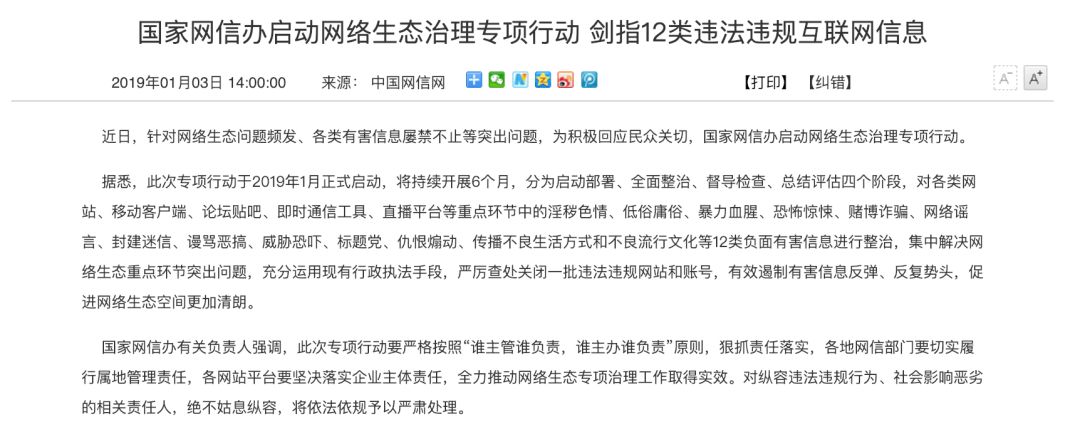 国家网信办启动网络生态治理专项行动 剑指12类违法违规互联网信息
2019年01月03日 14:00:00 来源： 中国网信网 【打印】 【纠错】 A- A+
近日，针对网络生态问题频发、各类有害信息屡禁不止等突出问题，为积极回应民众关切，国家网信办启动网络生态治理专项行动。
据悉，此次专项行动于2019年1月正式启动，将持续开展6个月，分为启动部署、全面整治、督导检查、总结评估四个阶段，对各类网
站、移动客户端、论坛贴吧、即时通信工具、直播平台等重点环节中的淫秽色情、低俗庸俗、暴力血腥、恐怖惊悚、赌博诈骗、网络谣
言、封建迷信、谩骂恶搞、威胁恐吓、标题党、仇恨煽动、传播不良生活方式和不良流行文化等12类负面有害信息进行整治，集中解决网
络生态重点环节突出问题，充分运用现有行政执法手段，严厉查处关闭一批违法违规网站和账号，有效遏制有害信息反弹、反复势头，促
进网络生态空间更加清朗。
国家网信办有关负责人强调，此次专项行动要严格按照“谁主管谁负责，谁主办谁负责”原则，狠抓责任落实，各地网信部门要切实履
行属地管理责任，各网站平台要坚决落实企业主体责任，全力推动网络生态专项治理工作取得实效。对纵容违法违规行为、社会影响恶劣
的相关责任人，绝不姑息纵容，将依法依规予以严肃处理。